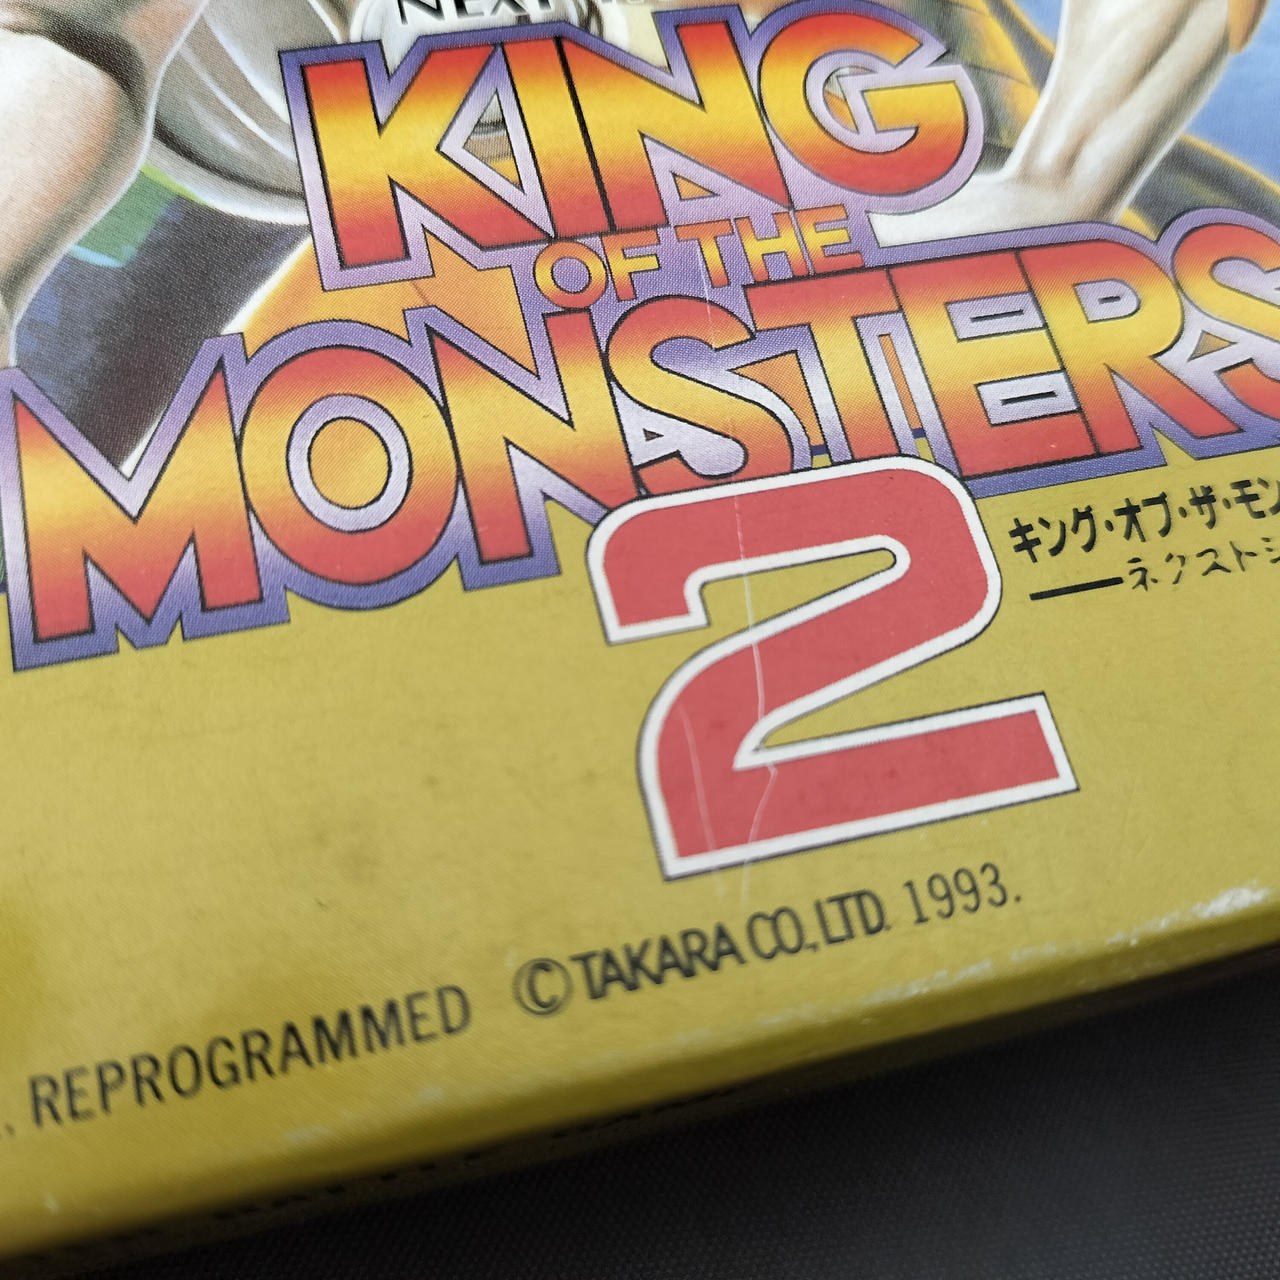 NEXT
KING
OF THE
MONSTERS
2
キング・オブ・ザ・モン
ネクスト
REPROGRAMMED © TAKARA CO., LTD. 1993.